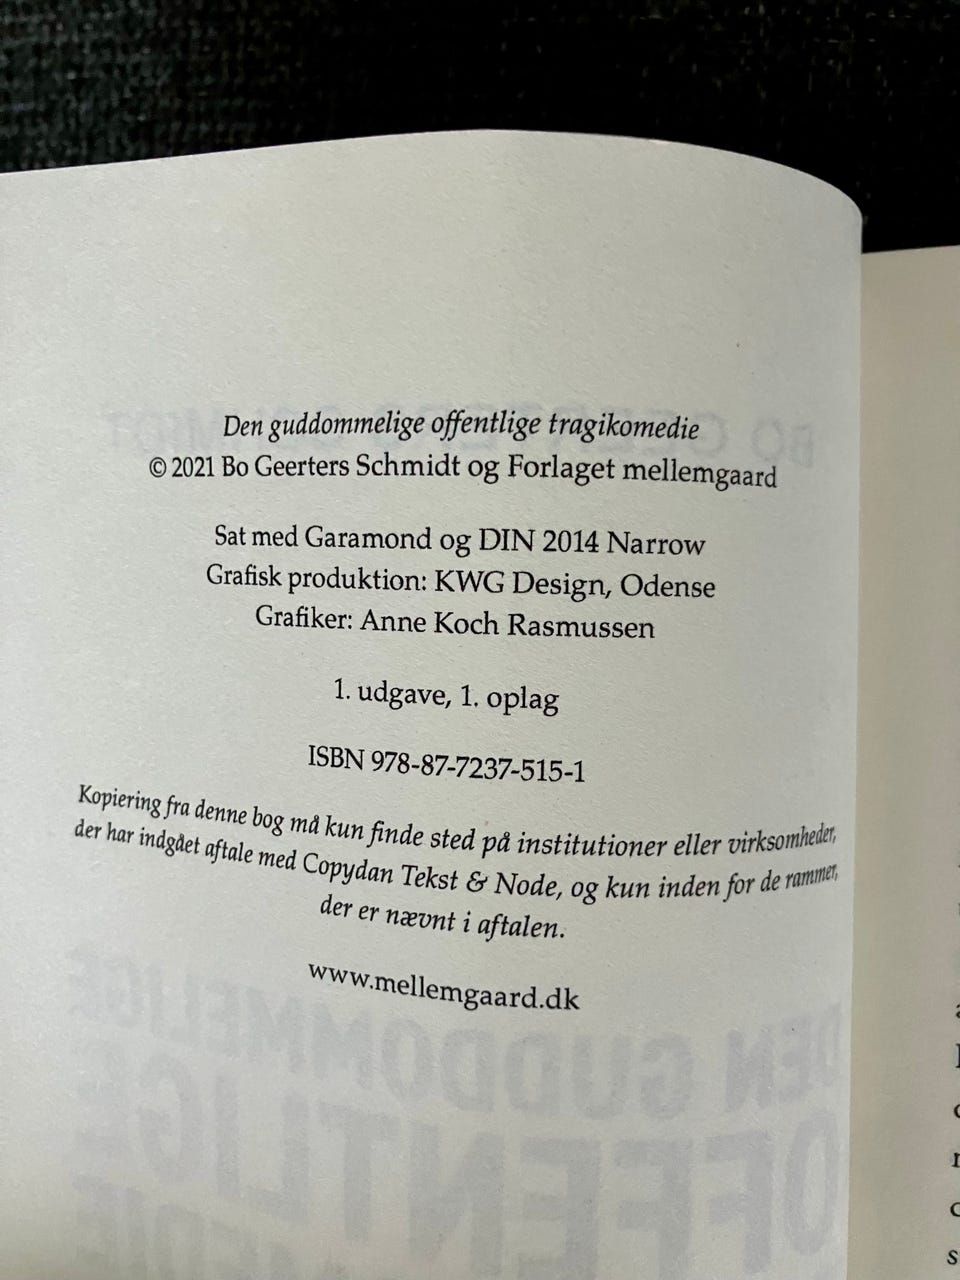 Den guddommelige offentlige tragikomedie
© 2021 Bo Geerters Schmidt og Forlaget mellemgaard
Sat med Garamond og DIN 2014 Narrow
Grafisk produktion: KWG Design, Odense
Grafiker: Anne Koch Rasmussen
1. udgave, 1. oplag
ISBN 978-87-7237-515-1
Kopiering fra denne bog må kun finde sted på institutioner eller virksomheder,
der har indgået aftale med Copydan Tekst & Node, og kun inden for de rammer,
der er nævnt i aftalen.
www.mellemgaard.dk